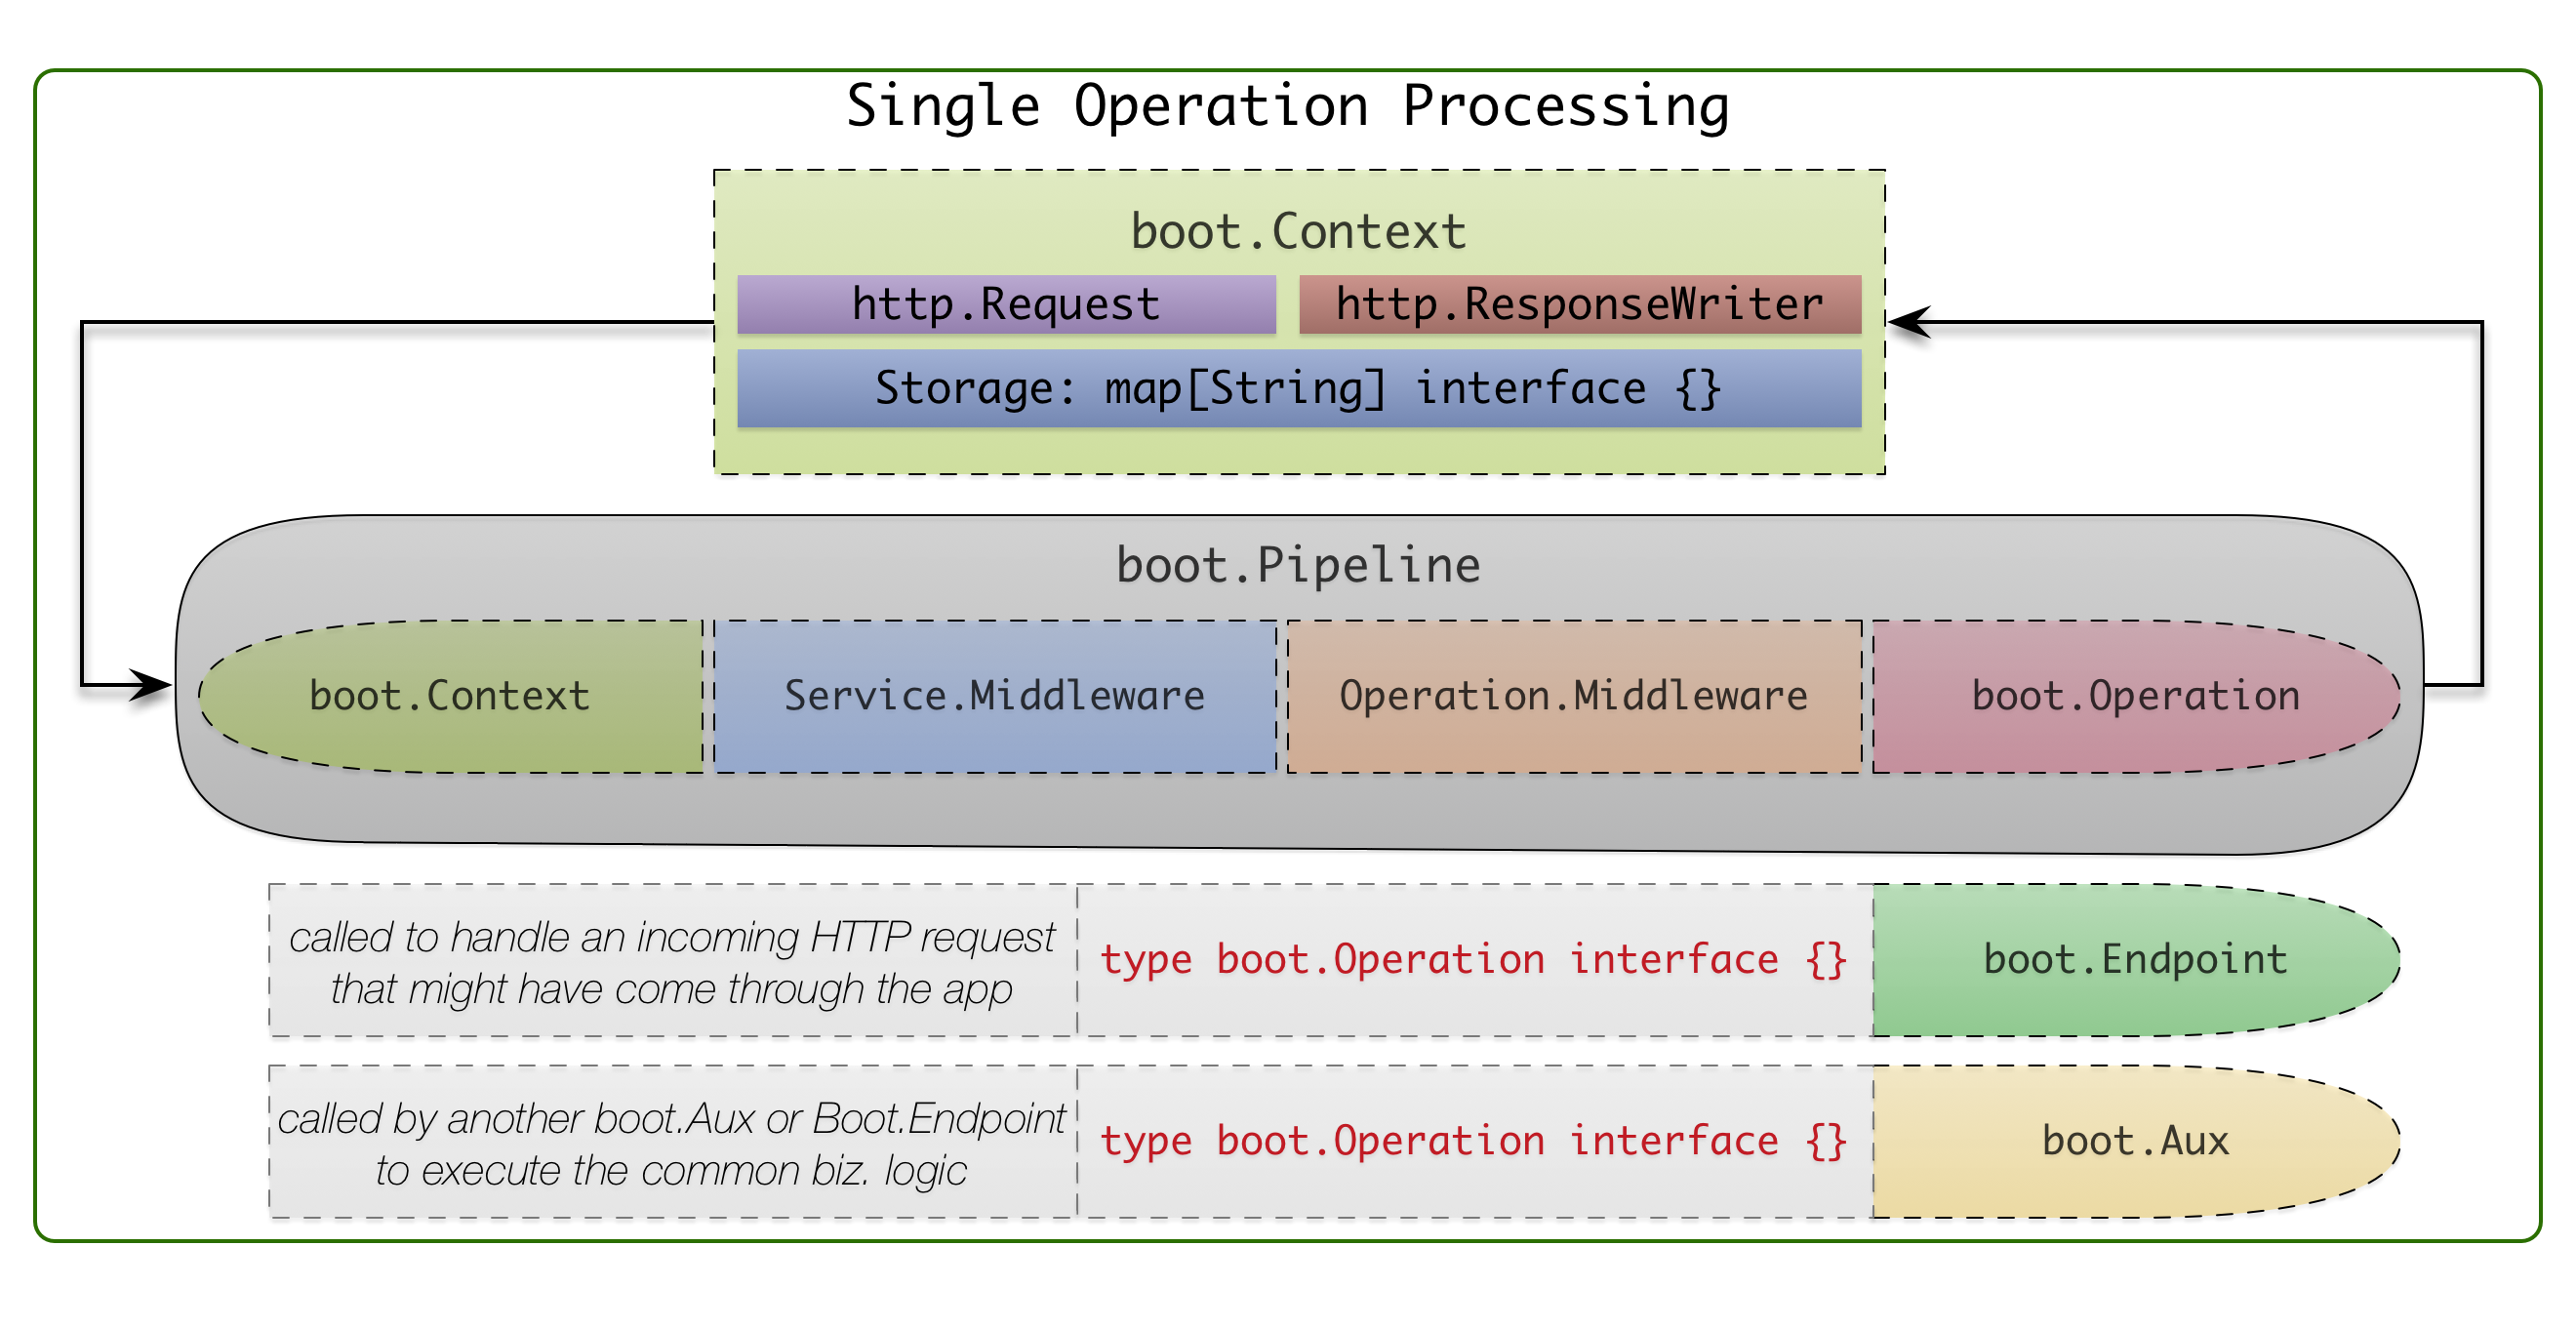 Single Operation Processing
boot.Context
http.Request
http.ResponseWriter
Storage: map[String] interface {}
boot.Pipeline
boot.Context
Service.Middleware
Operation.Middleware
boot.Operation
called to handle an incoming HTTP request
that might have come through the app
type boot.Operation interface {}
boot.Endpoint
called by another boot.Aux or Boot.Endpoint
to execute the common biz. logic
type boot.Operation interface {}
boot.Aux